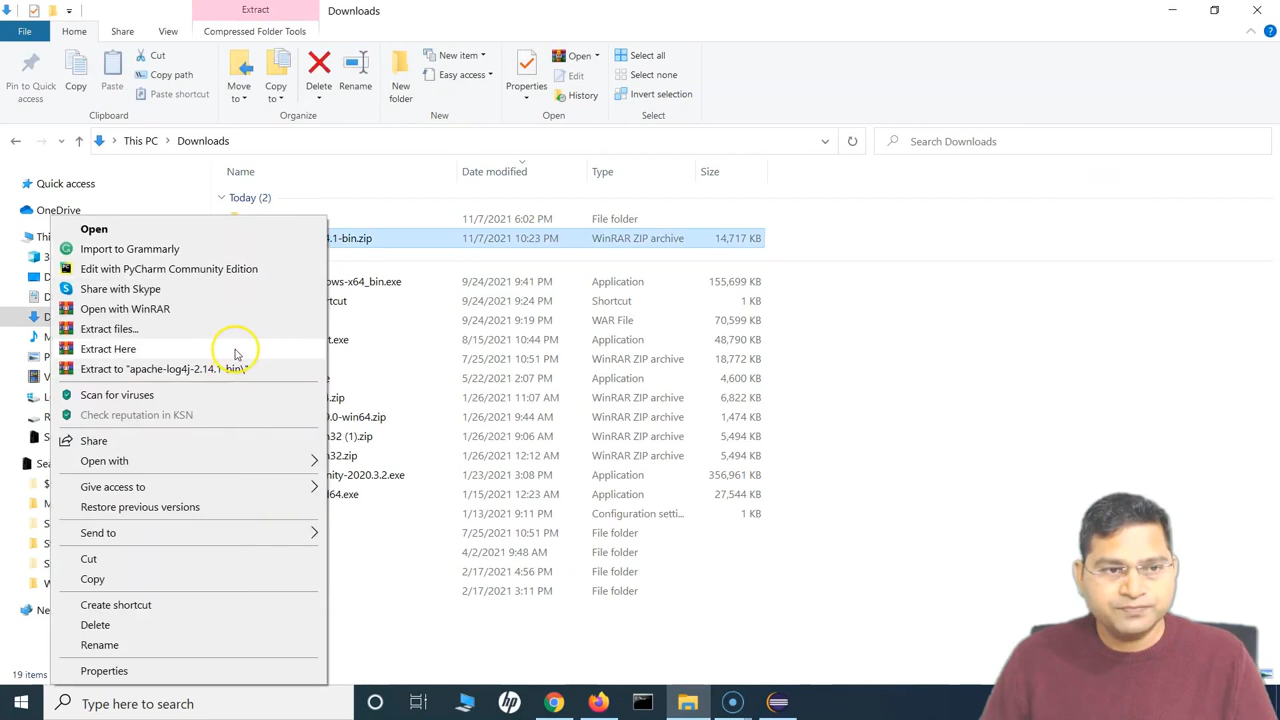 Extract
Downloads
File
Home
Share
View
Compressed Folder Tools
Pin to Quick access
Copy
Paste
Cut
Copy path
Paste shortcut
Move to
Copy to
Delete
Rename
New folder
New item
Easy access
Properties
Open
Edit
History
Select all
Select none
Invert selection
Clipboard
Organize
New
Open
Select
This PC
Downloads
Search Downloads
Name
Date modified
Type
Size
Quick access
OneDrive
Today (2)
11/7/2021 6:02 PM File folder
.1-bin.zip 11/7/2021 10:23 PM WinRAR ZIP archive 14,717 KB
ows-x64_bin.exe 9/24/2021 9:41 PM Application 155,699 KB
rtcut 9/24/2021 9:24 PM Shortcut 1 KB
9/24/2021 9:19 PM WAR File 70,599 KB
t.exe 8/15/2021 10:44 AM Application 48,790 KB
7/25/2021 10:51 PM WinRAR ZIP archive 18,772 KB
5/22/2021 2:07 PM Application 4,600 KB
.zip 1/26/2021 11:07 AM WinRAR ZIP archive 6,822 KB
.0-win64.zip 1/26/2021 9:44 AM WinRAR ZIP archive 1,474 KB
n32 (1).zip 1/26/2021 9:06 AM WinRAR ZIP archive 5,494 KB
n32.zip 1/26/2021 12:12 AM WinRAR ZIP archive 5,494 KB
nity-2020.3.2.exe 1/23/2021 3:08 PM Application 356,961 KB
d64.exe 1/15/2021 12:23 AM Application 27,544 KB
1/13/2021 9:11 PM Configuration setti... 1 KB
7/25/2021 10:51 PM File folder
4/2/2021 9:48 AM File folder
2/17/2021 4:56 PM File folder
2/17/2021 3:11 PM File folder
Open
Import to Grammarly
Edit with PyCharm Community Edition
Share with Skype
Open with WinRAR
Extract files...
Extract Here
Extract to "apache-log4j-2.14.1-bin\"
Scan for viruses
Check reputation in KSN
Share
Open with
Give access to
Restore previous versions
Send to
Cut
Copy
Create shortcut
Delete
Rename
Properties
19 items
Type here to search
hp